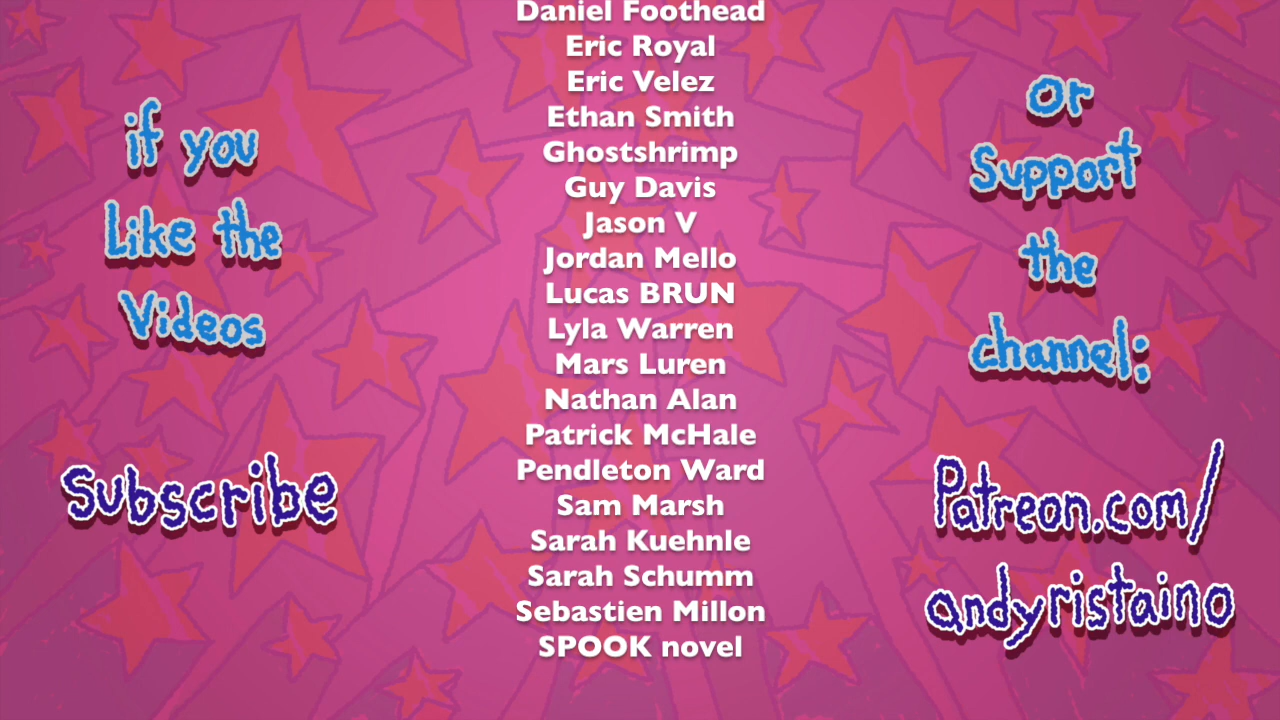 if you
Like the
Videos
Subscribe
Daniel Foothead
Eric Royal
Eric Velez
Ethan Smith
Ghostshrimp
Guy Davis
Jason V
Jordan Mello
Lucas BRUN
Lyla Warren
Mars Luren
Nathan Alan
Patrick McHale
Pendleton Ward
Sam Marsh
Sarah Kuehnle
Sarah Schumm
Sebastien Millon
SPOOK novel
or
Support
the
channel:
Patreon.com/
andyristaino